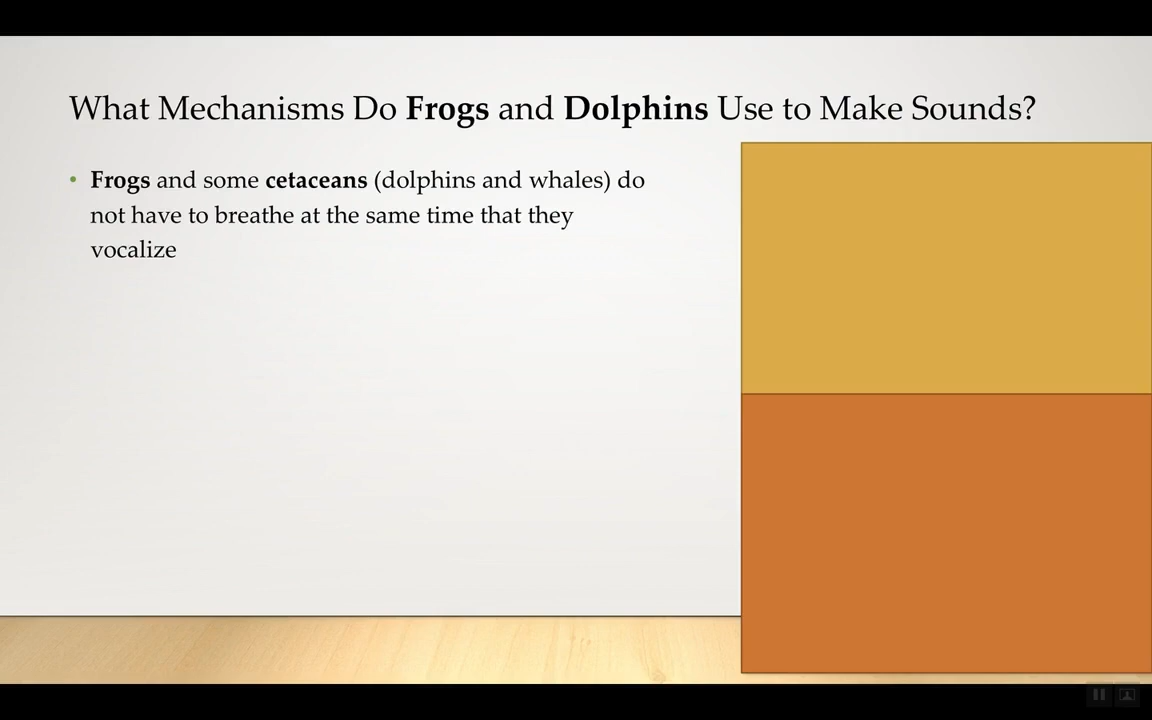 What Mechanisms Do Frogs and Dolphins Use to Make Sounds?
• Frogs and some cetaceans (dolphins and whales) do
not have to breathe at the same time that they
vocalize